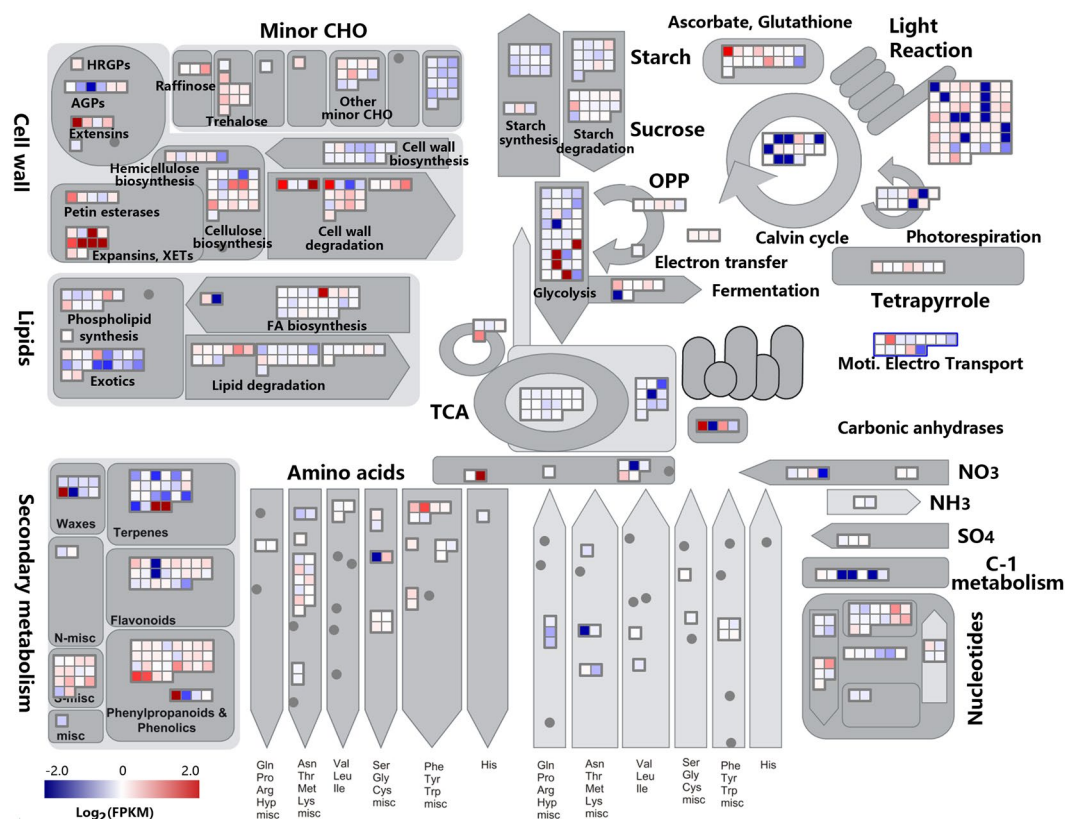 Minor CHO
Ascorbate, Glutathione
Light
Reaction
HRGPs
AGPs
Extensins
Raffinose
Trehalose
Other
minor CHO
Starch
Starch
synthesis
Starch
degradation
Sucrose
Cell wall
Hemicellulose
biosynthesis
Cell wall
biosynthesis
Petin esterases
Cellulose
biosynthesis
Cell wall
degradation
Expansins, XETs
OPP
Calvin cycle
Photorespiration
Electron transfer
Glycolysis
Fermentation
Tetrapyrrole
Lipids
Phospholipid
synthesis
FA biosynthesis
Exotics
Lipid degradation
TCA
Moti. Electro Transport
Carbonic anhydrases
Amino acids
NO3
NH3
SO4
C-1
metabolism
Nucleotides
Secondary metabolism
Waxes
Terpenes
Flavonoids
N-misc
S-misc
Phenylpropanoids &
Phenolics
misc
-2.0
0
2.0
Log2(FPKM)
Gln
Pro
Arg
Hyp
misc
Asn
Thr
Met
Lys
misc
Val
Leu
Ile
Ser
Gly
Cys
misc
Phe
Tyr
Trp
misc
His
Gln
Pro
Arg
Hyp
misc
Asn
Thr
Met
Lys
misc
Val
Leu
Ile
Ser
Gly
Cys
misc
Phe
Tyr
Trp
misc
His